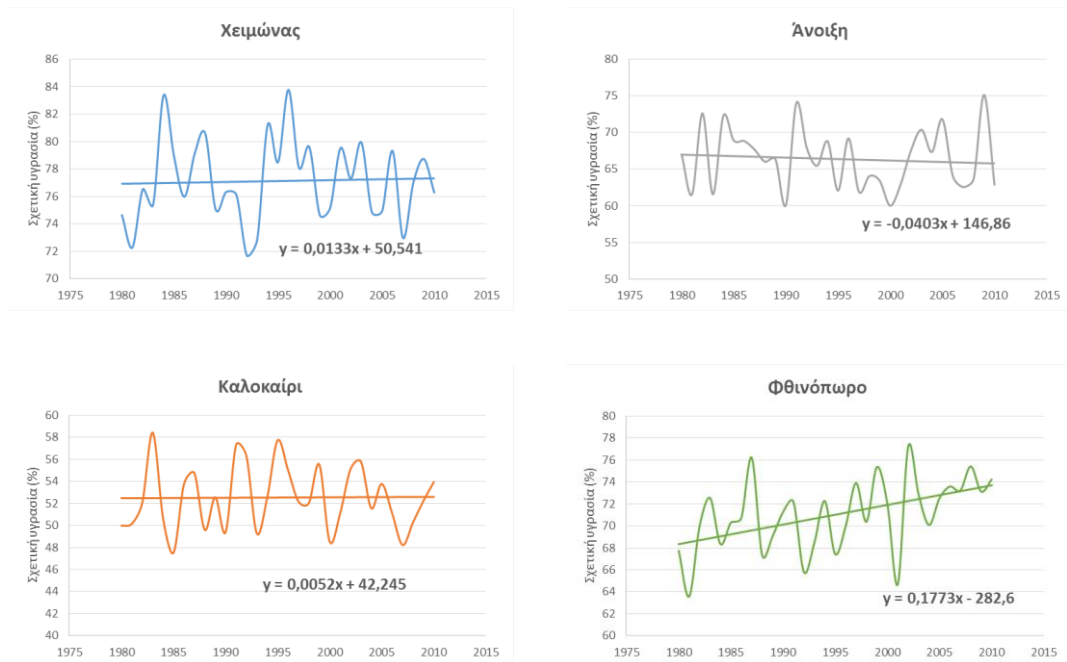 Χειμώνας
Σχετική υγρασία (%)
86
84
82
80
78
76
74
72
70
y = 0,0133x + 50,541
1975 1980 1985 1990 1995 2000 2005 2010 2015
Άνοιξη
Σχετική υγρασία (%)
80
75
70
65
60
55
50
y = -0,0403x + 146,86
1975 1980 1985 1990 1995 2000 2005 2010 2015
Καλοκαίρι
Σχετική υγρασία (%)
60
58
56
54
52
50
48
46
44
42
40
y = 0,0052x + 42,245
1975 1980 1985 1990 1995 2000 2005 2010 2015
Φθινόπωρο
Σχετική υγρασία (%)
80
78
76
74
72
70
68
66
64
62
60
y = 0,1773x - 282,6
1975 1980 1985 1990 1995 2000 2005 2010 2015